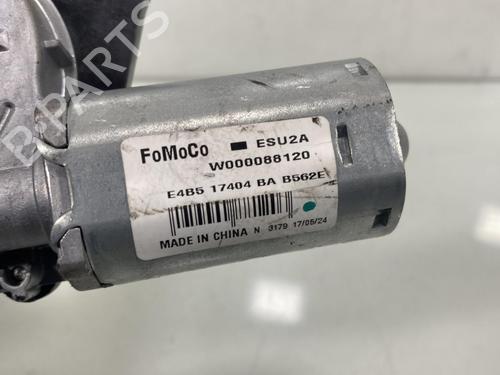 B-PARTS
FoMoCo ESU2A
W000088120
E4B5 17404 BA B562E
MADE IN CHINA N 3179 17/05/24